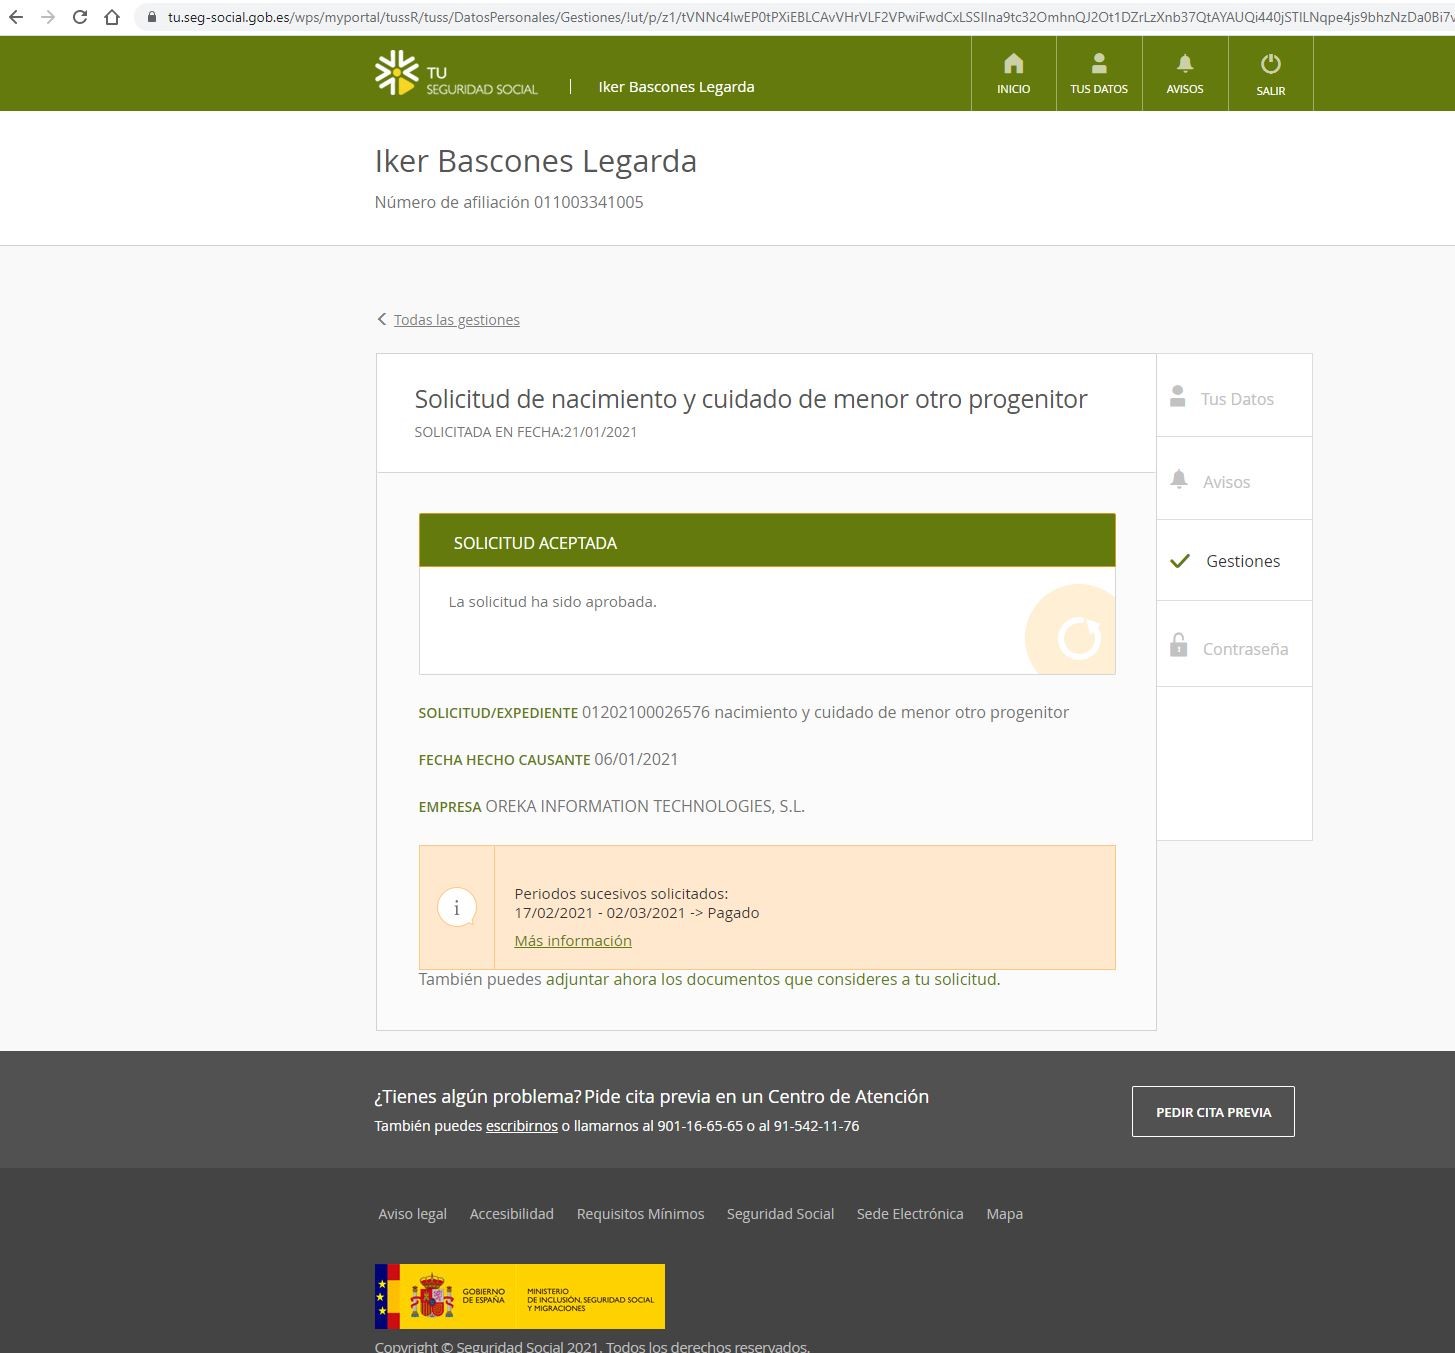 tu.seg-social.gob.es/wps/myportal/tussR/tuss/DatosPersonales/Gestiones/!ut/p/z1/
TU
SEGURIDAD SOCIAL
Iker Bascones Legarda
INICIO
TUS DATOS
AVISOS
SALIR
Iker Bascones Legarda
Número de afiliación 011003341005
Todas las gestiones
Solicitud de nacimiento y cuidado de menor otro progenitor
SOLICITADA EN FECHA:21/01/2021
Tus Datos
Avisos
Gestiones
Contraseña
SOLICITUD ACEPTADA
La solicitud ha sido aprobada.
SOLICITUD/EXPEDIENTE 01202100026576 nacimiento y cuidado de menor otro progenitor
FECHA HECHO CAUSANTE 06/01/2021
EMPRESA OREKA INFORMATION TECHNOLOGIES, S.L.
i
Periodos sucesivos solicitados:
17/02/2021 - 02/03/2021 -> Pagado
Más información
También puedes adjuntar ahora los documentos que consideres a tu solicitud.
¿Tienes algún problema? Pide cita previa en un Centro de Atención
También puedes escribirnos o llamarnos al 901-16-65-65 o al 91-542-11-76
PEDIR CITA PREVIA
Aviso legal
Accesibilidad
Requisitos Mínimos
Seguridad Social
Sede Electrónica
Mapa
GOBIERNO
DE ESPAÑA
MINISTERIO
DE INCLUSIÓN, SEGURIDAD SOCIAL
Y MIGRACIONES
Copyright © Seguridad Social 2021. Todos los derechos reservados.